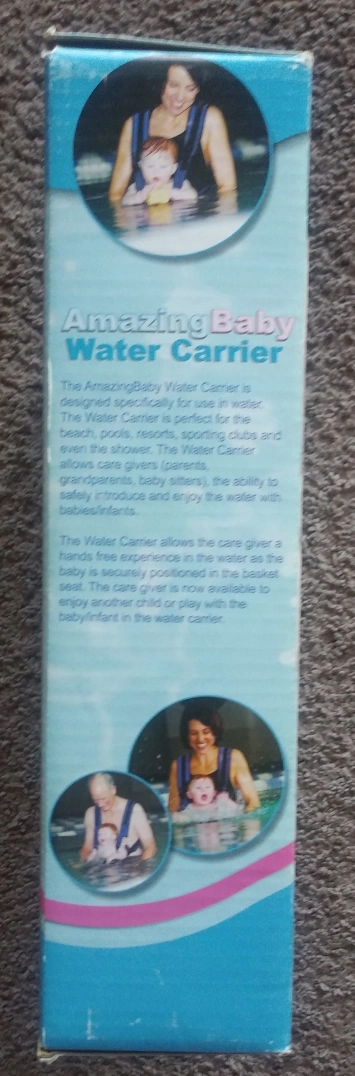 AmazingBaby
Water Carrier
The AmazingBaby Water Carrier is
designed specifically for use in water.
The Water Carrier is perfect for the
beach, pools, resorts, sporting clubs and
even the shower. The Water Carrier
allows care givers (parents,
grandparents, baby sitters), the ability to
safely introduce and enjoy the water with
babies/infants.
The Water Carrier allows the care giver a
hands free experience in the water as the
baby is securely positioned in the basket
seat. The care giver is now available to
enjoy another child or play with the
baby/infant in the water carrier.